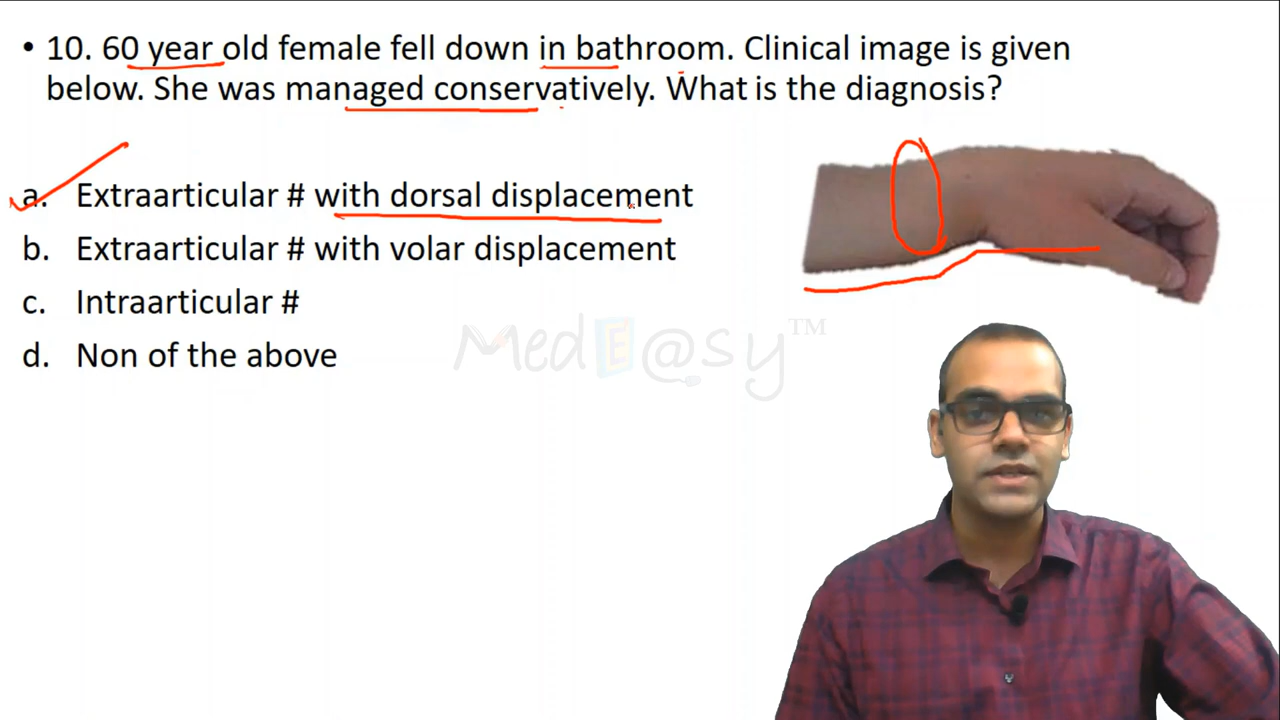 • 10. 60 year old female fell down in bathroom. Clinical image is given
below. She was managed conservatively. What is the diagnosis?
a. Extraarticular # with dorsal displacement
b. Extraarticular # with volar displacement
c. Intraarticular #
d. Non of the above
MedE@sy™